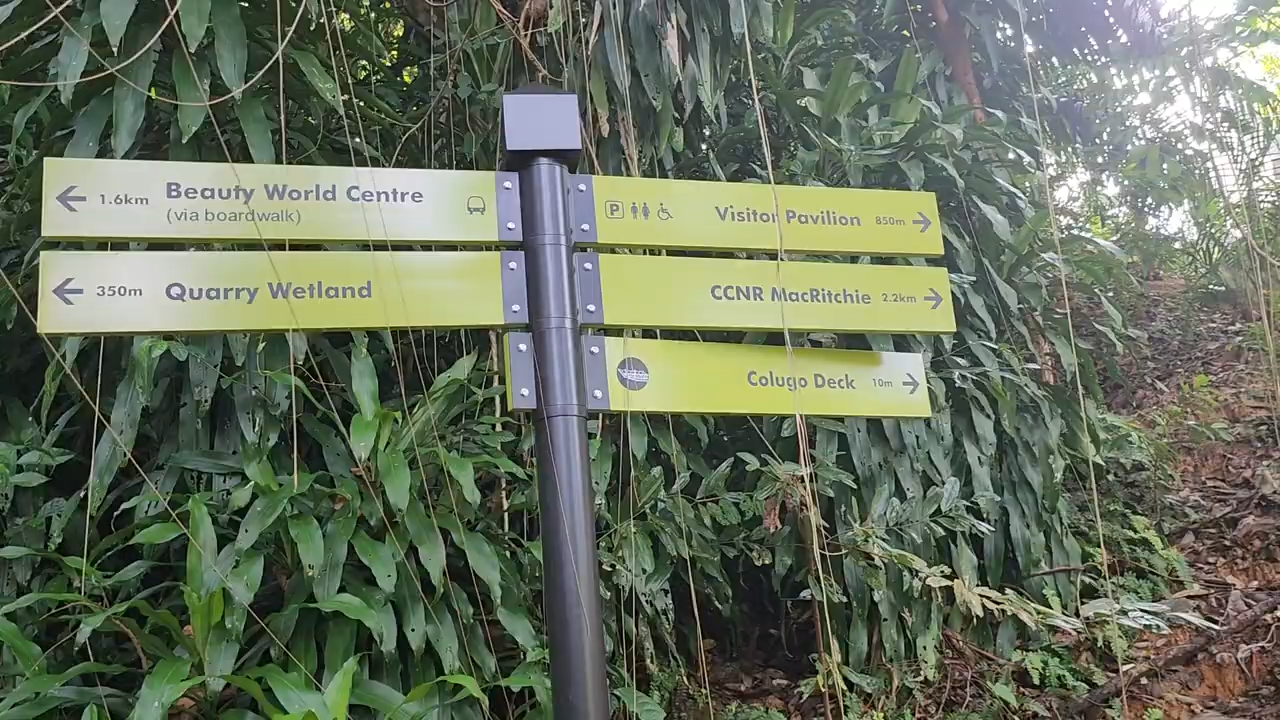 1.6km Beauty World Centre
(via boardwalk)
350m Quarry Wetland
P Visitor Pavilion 850m
CCNR MacRitchie 2.2km
Colugo Deck 10m